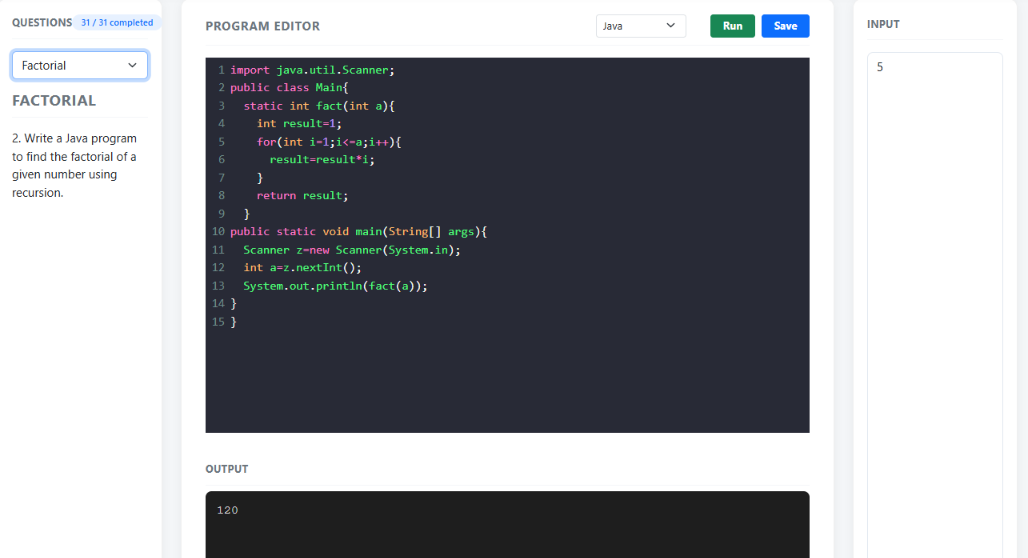 QUESTIONS 31 / 31 completed
Factorial
FACTORIAL
2. Write a Java program
to find the factorial of a
given number using
recursion.
PROGRAM EDITOR
Java
Run
Save
1 import java.util.Scanner;
2 public class Main{
3   static int fact(int a){
4     int result=1;
5     for(int i=1;i<=a;i++){
6       result=result*i;
7     }
8     return result;
9   }
10 public static void main(String[] args){
11   Scanner z=new Scanner(System.in);
12   int a=z.nextInt();
13   System.out.println(fact(a));
14 }
15 }
OUTPUT
120
INPUT
5